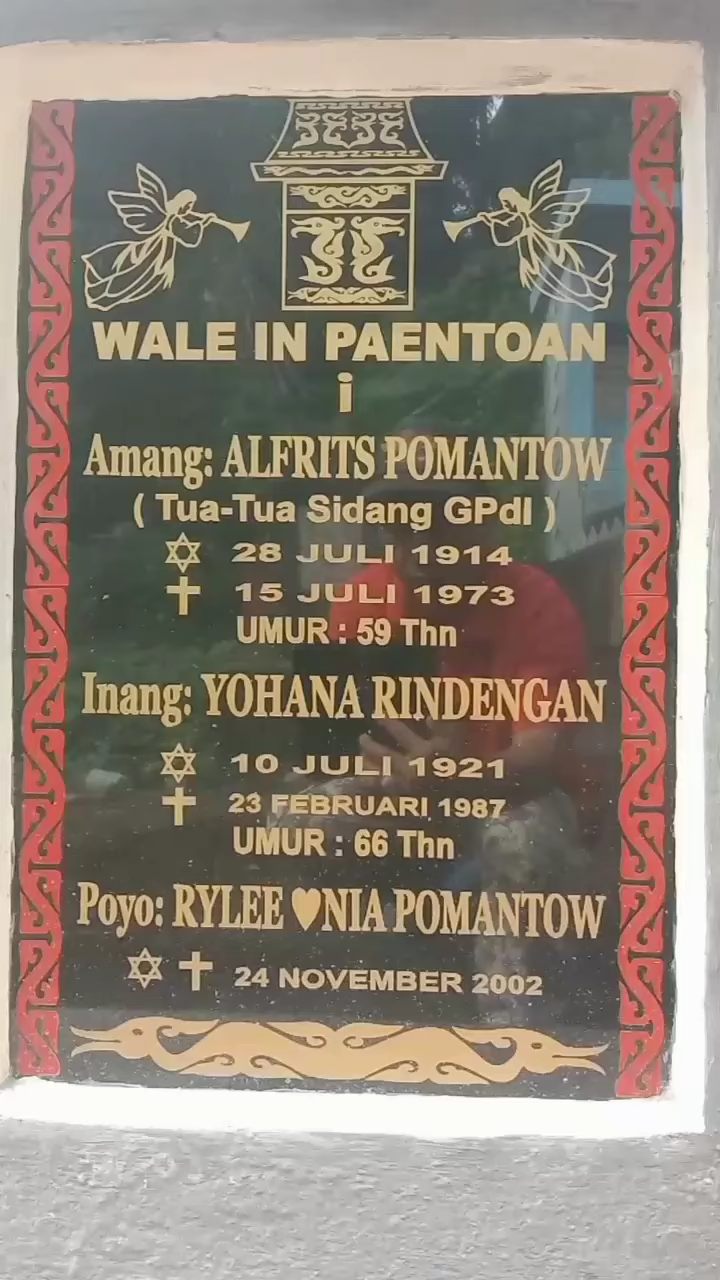 WALE IN PAENTOAN
i
Amang: ALFRITS POMANTOW
( Tua-Tua Sidang GPdI )
28 JULI 1914
15 JULI 1973
UMUR : 59 Thn
Inang: YOHANA RINDENGAN
10 JULI 1921
23 FEBRUARI 1987
UMUR : 66 Thn
Poyo: RYLEE ♥NIA POMANTOW
24 NOVEMBER 2002